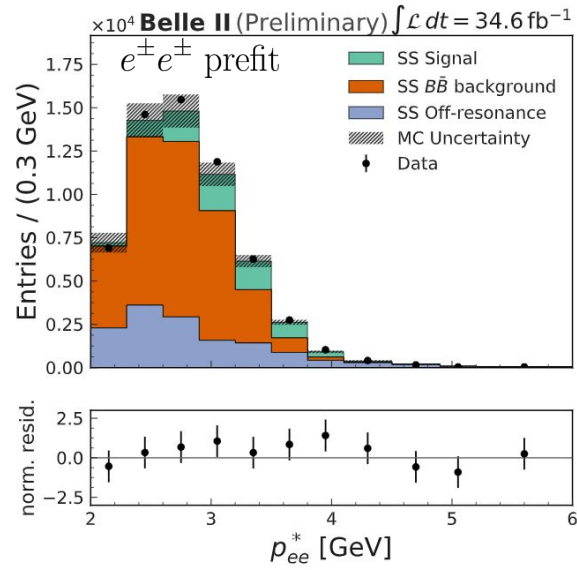 ×10⁴ Belle II (Preliminary) ∫ℒ dt = 34.6 fb⁻¹
e±e± prefit
SS Signal
SS BB̄ background
SS Off-resonance
MC Uncertainty
Data
Entries / (0.3 GeV)
1.75
1.50
1.25
1.00
0.75
0.50
0.25
0.00
norm. resid.
2.5
0.0
−2.5
2 3 4 5 6
p*ee [GeV]